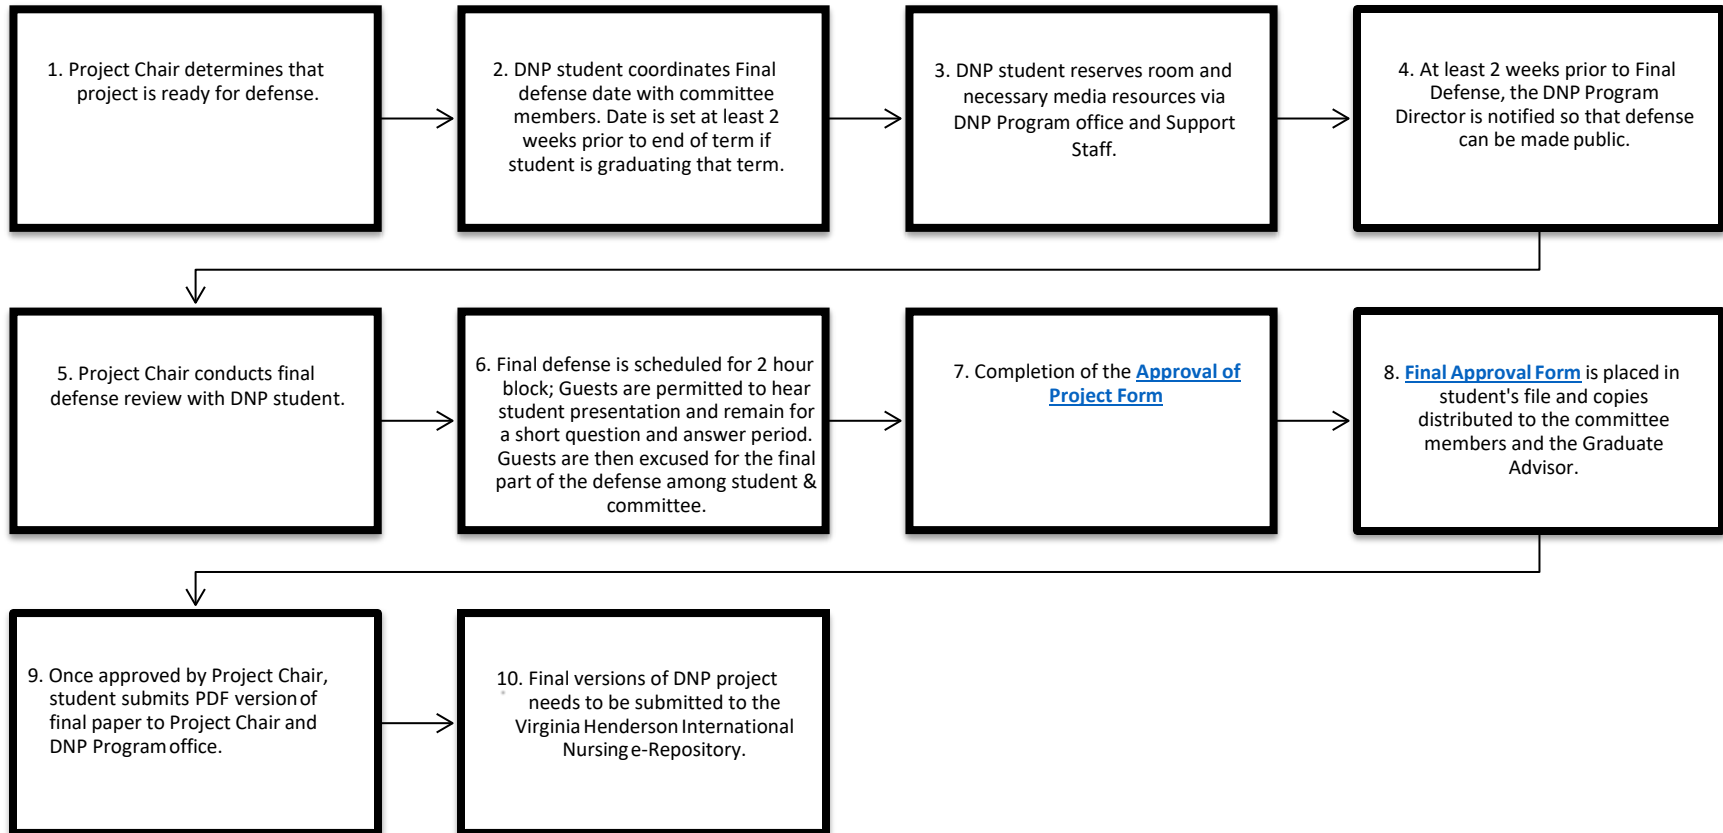 1. Project Chair determines that
project is ready for defense.
2. DNP student coordinates Final
defense date with committee
members. Date is set at least 2
weeks prior to end of term if
student is graduating that term.
3. DNP student reserves room and
necessary media resources via
DNP Program office and Support
Staff.
4. At least 2 weeks prior to Final
Defense, the DNP Program
Director is notified so that defense
can be made public.
5. Project Chair conducts final
defense review with DNP student.
6. Final defense is scheduled for 2 hour
block; Guests are permitted to hear
student presentation and remain for
a short question and answer period.
Guests are then excused for the final
part of the defense among student &
committee.
7. Completion of the Approval of
Project Form
8. Final Approval Form is placed in
student's file and copies
distributed to the committee
members and the Graduate
Advisor.
9. Once approved by Project Chair,
student submits PDF version of
final paper to Project Chair and
DNP Program office.
10. Final versions of DNP project
needs to be submitted to the
Virginia Henderson International
Nursing e-Repository.